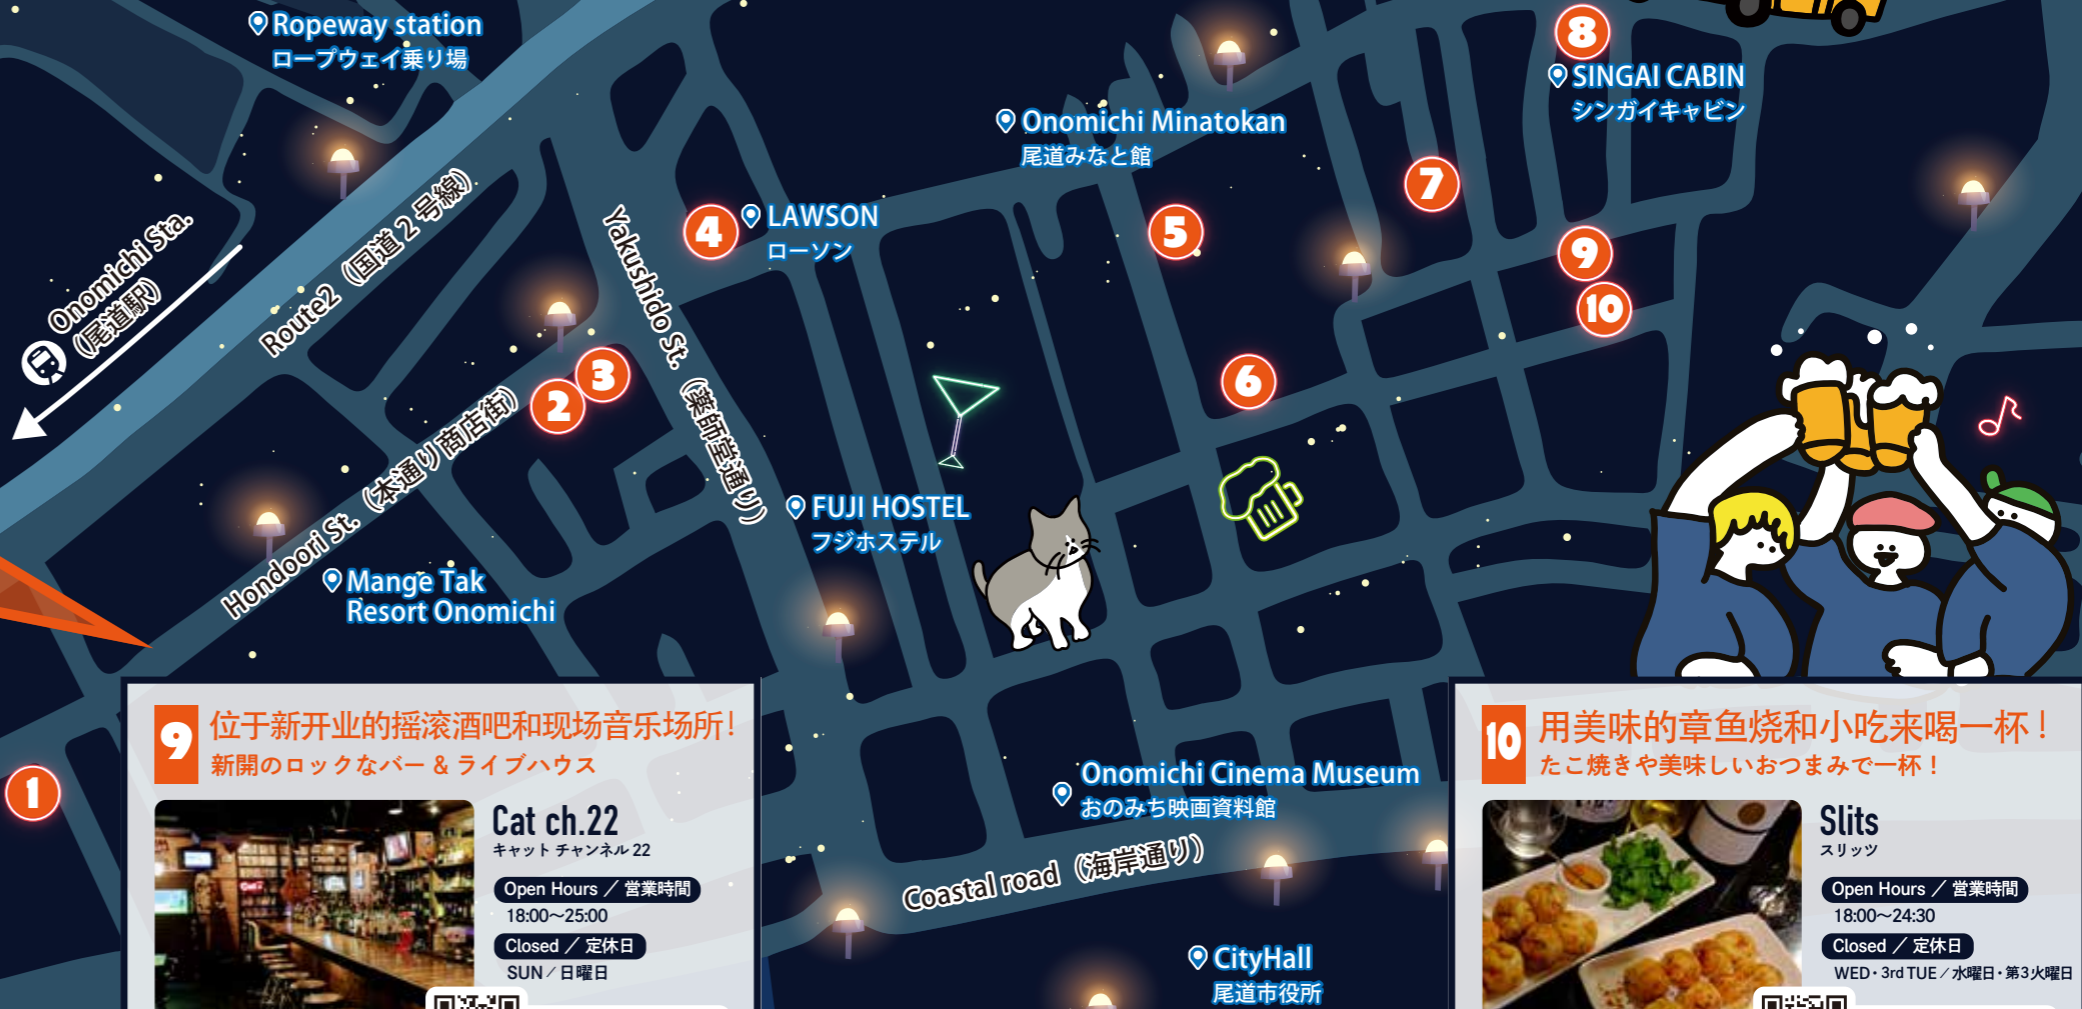 Ropeway station
ロープウェイ乗り場
8
SINGAI CABIN
シンガイキャビン
Onomichi Minatokan
尾道みなと館
7
4
LAWSON
ローソン
5
9
10
Onomichi Sta.
（尾道駅）
Route2（国道２号線）
Yakushido St.（薬師堂通り）
3
2
6
Hondoori St.（本通り商店街）
FUJI HOSTEL
フジホステル
Mange Tak
Resort Onomichi
1
Onomichi Cinema Museum
おのみち映画資料館
Coastal road（海岸通り）
CityHall
尾道市役所
9
位于新开业的摇滚酒吧和现场音乐场所！
新開のロックなバー & ライブハウス
Cat ch.22
キャット チャンネル 22
Open Hours ／ 営業時間
18:00〜25:00
Closed ／ 定休日
SUN／日曜日
10
用美味的章鱼烧和小吃来喝一杯！
たこ焼きや美味しいおつまみで一杯！
Slits
スリッツ
Open Hours ／ 営業時間
18:00〜24:30
Closed ／ 定休日
WED・3rd TUE／水曜日・第3火曜日